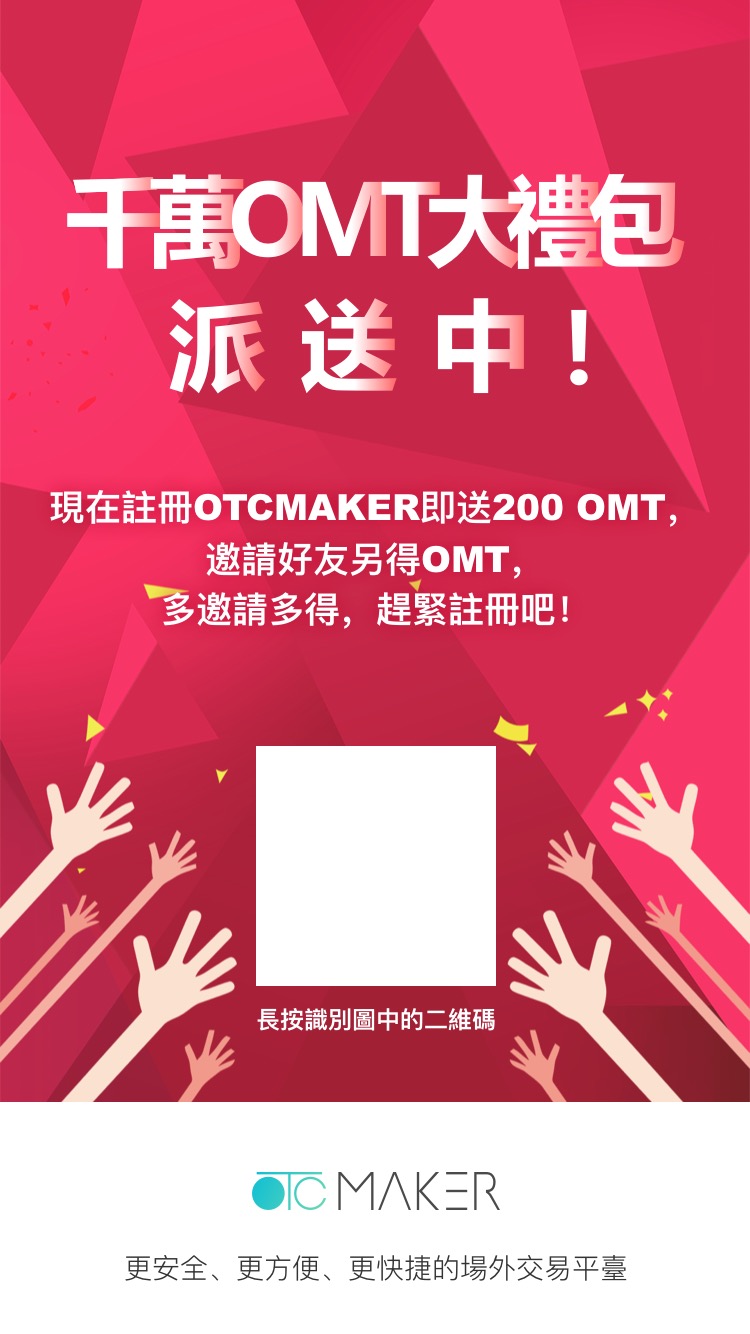 千萬OMT大禮包
派送中！
現在註冊OTCMAKER即送200 OMT，
邀請好友另得OMT，
多邀請多得，趕緊註冊吧！
長按識別圖中的二維碼
OTC MAKER
更安全、更方便、更快捷的場外交易平臺